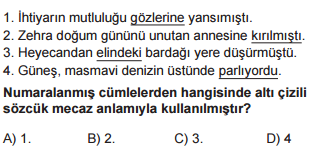 1. İhtiyarın mutluluğu gözlerine yansımıştı.
2. Zehra doğum gününü unutan annesine kırılmıştı.
3. Heyecandan elindeki bardağı yere düşürmüştü.
4. Güneş, masmavi denizin üstünde parlıyordu.
Numaralanmış cümlelerden hangisinde altı çizili
sözcük mecaz anlamıyla kullanılmıştır?
A) 1. B) 2. C) 3. D) 4